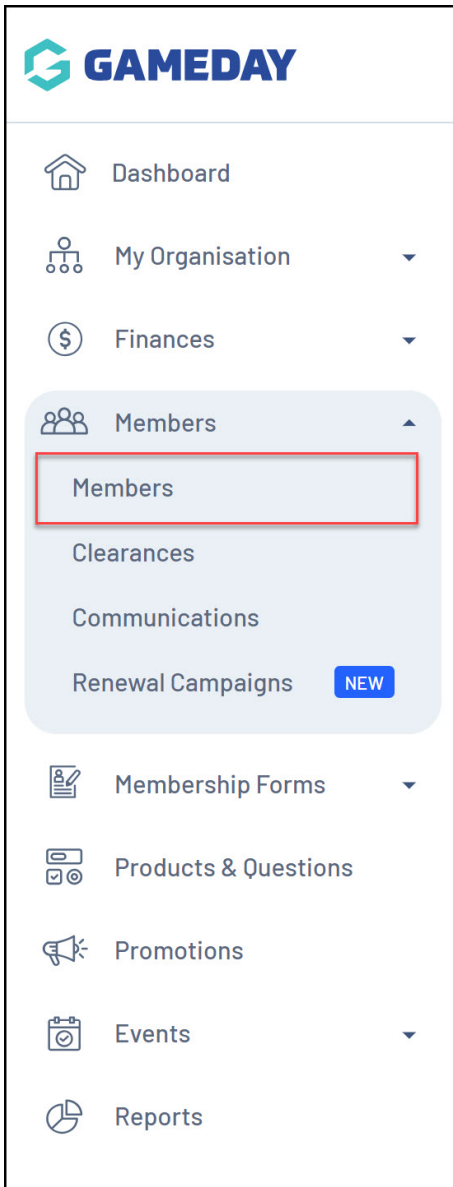 GAMEDAY
Dashboard
My Organisation
Finances
Members
Members
Clearances
Communications
Renewal Campaigns NEW
Membership Forms
Products & Questions
Promotions
Events
Reports